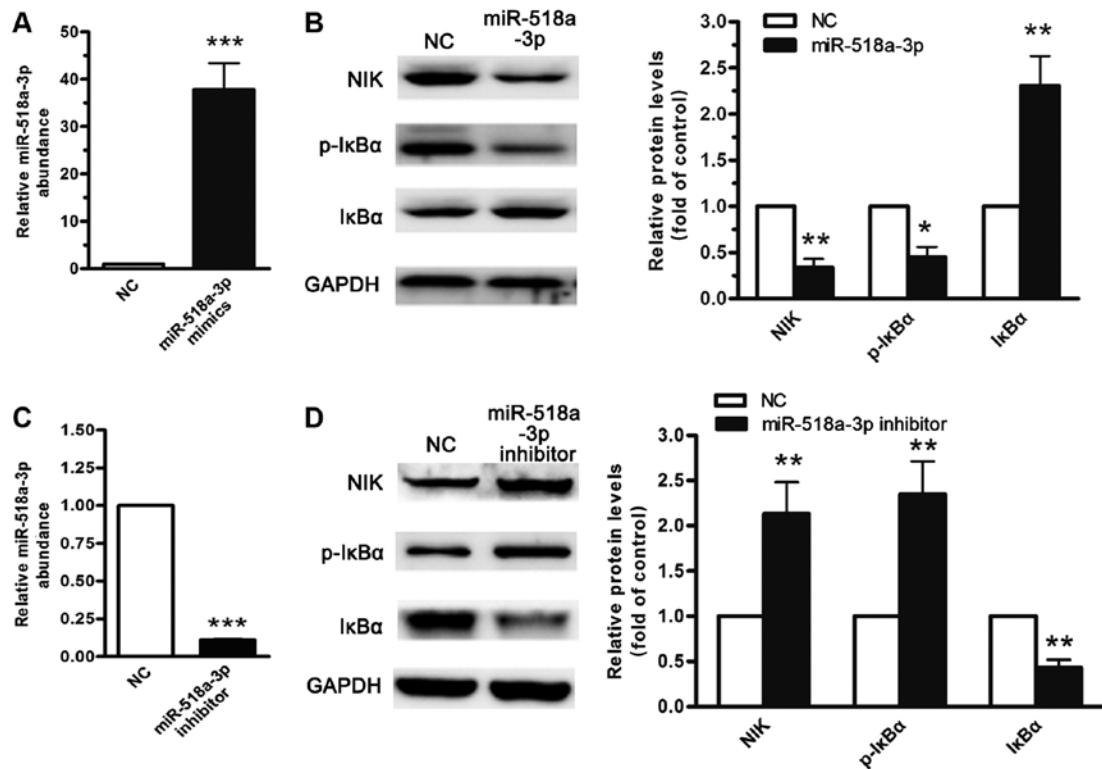 A
Relative miR-518a-3p
abundance
50
40
30
20
10
0
***
NC
miR-518a-3p
mimics
B
NC
miR-518a
-3p
NIK
p-IκBα
IκBα
GAPDH
NC
miR-518a-3p
Relative protein levels
(fold of control)
3.0
2.5
2.0
1.5
1.0
0.5
0.0
**
*
**
NIK
p-IκBα
IκBα
C
Relative miR-518a-3p
abundance
1.50
1.25
1.00
0.75
0.50
0.25
0.00
***
NC
miR-518a-3p
inhibitor
D
NC
miR-518a
-3p
inhibitor
NIK
p-IκBα
IκBα
GAPDH
NC
miR-518a-3p inhibitor
Relative protein levels
(fold of control)
3.0
2.5
2.0
1.5
1.0
0.5
0.0
**
**
**
NIK
p-IκBα
IκBα